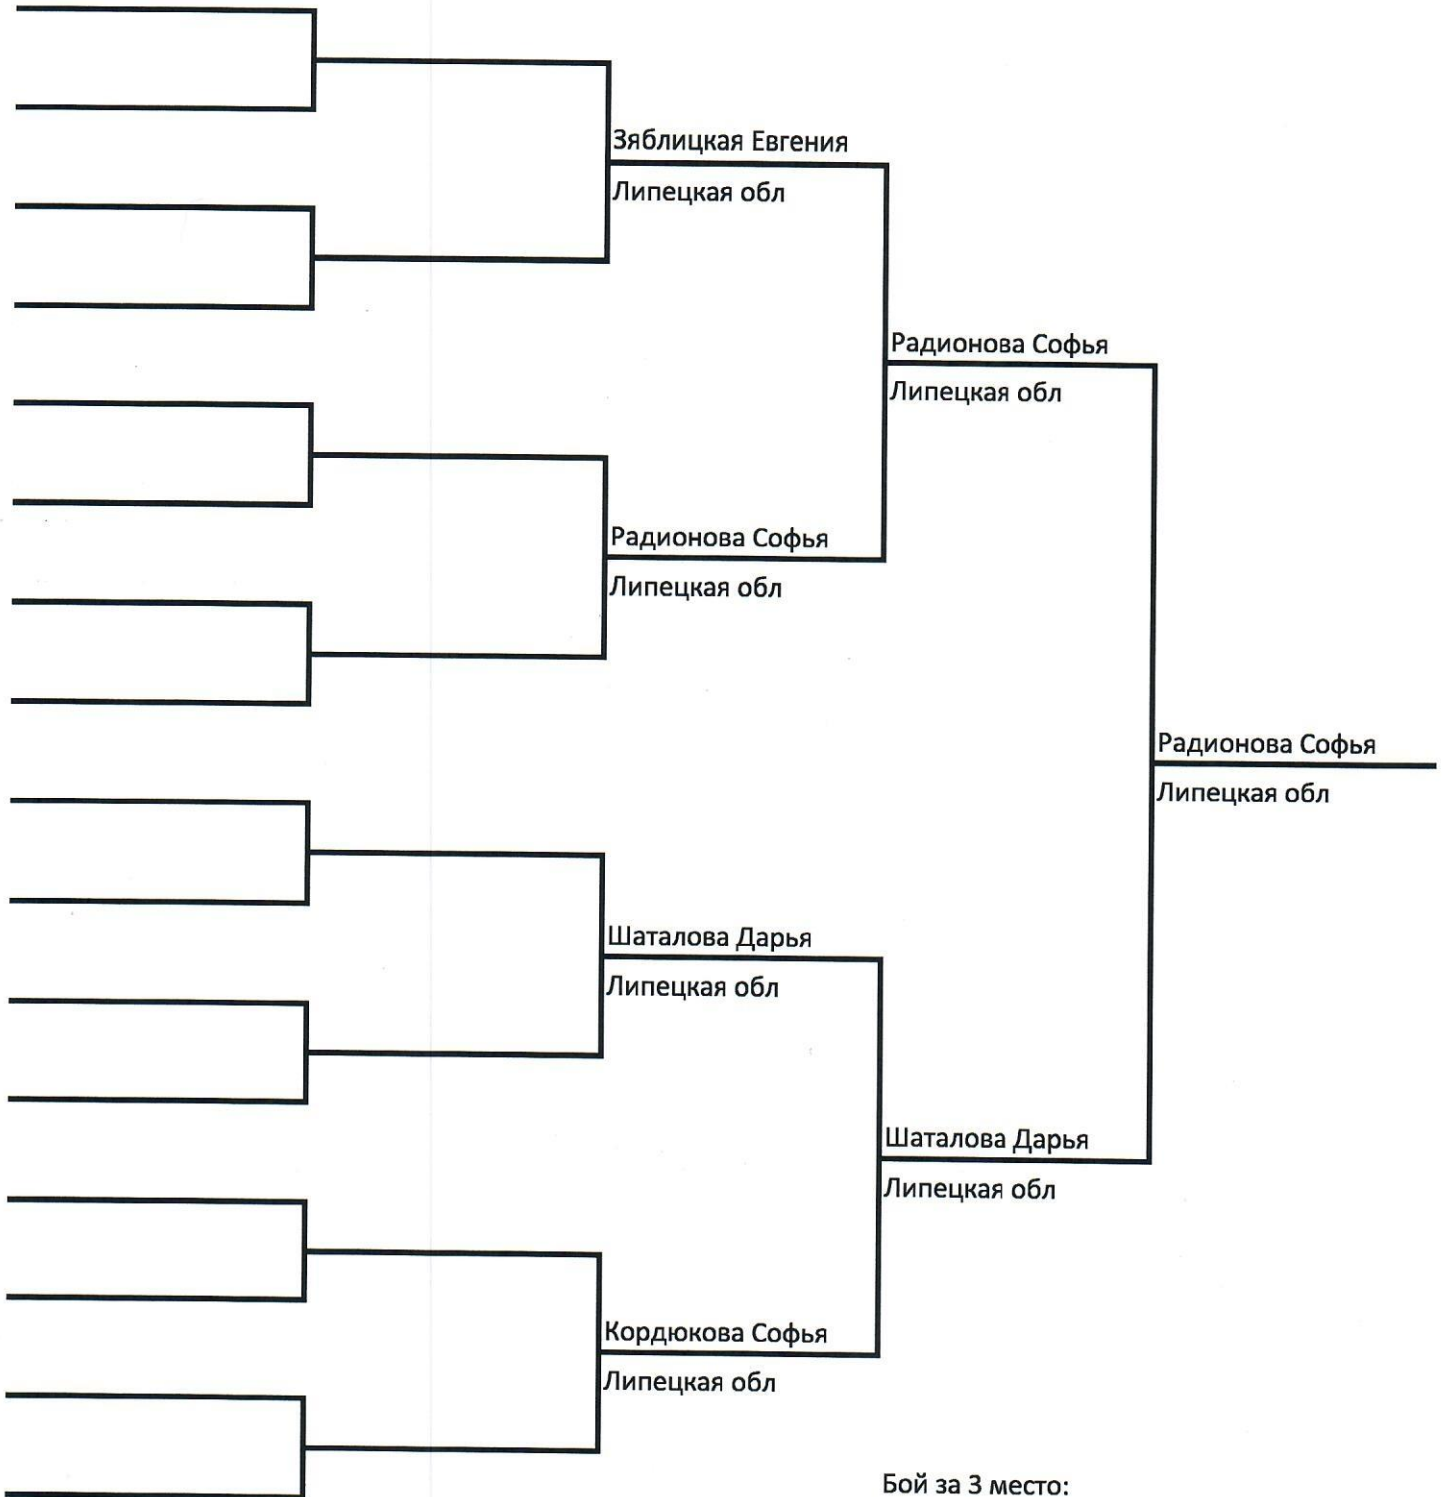 Зяблицкая Евгения
Липецкая обл
Радионова Софья
Липецкая обл
Радионова Софья
Липецкая обл
Радионова Софья
Липецкая обл
Шаталова Дарья
Липецкая обл
Шаталова Дарья
Липецкая обл
Кордюкова Софья
Липецкая обл
Бой за 3 место: